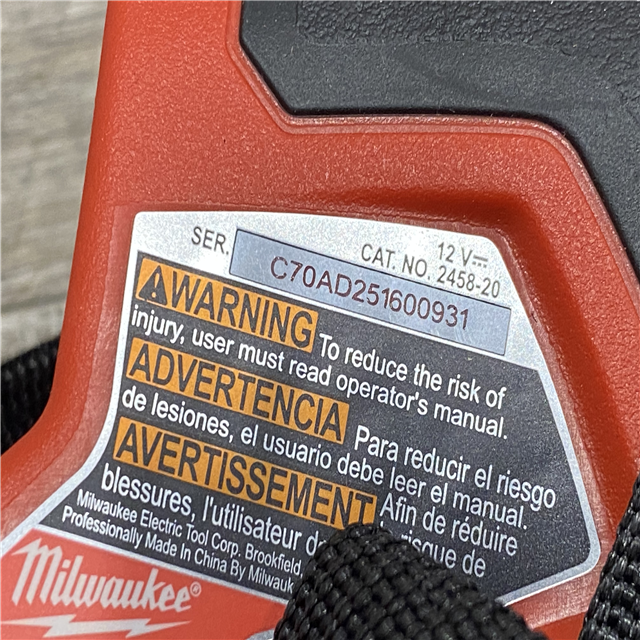 12 V⎓
SER. CAT. NO. 2458-20
C70AD251600931
WARNING To reduce the risk of
injury, user must read operator's manual.
ADVERTENCIA Para reducir el riesgo
de lesiones, el usuario debe leer el manual.
AVERTISSEMENT Afin de réduire
blessures, l'utilisateur risque de
Milwaukee Electric Tool Corp. Brookfield,
Professionally Made In China By Milwauk
Milwaukee®